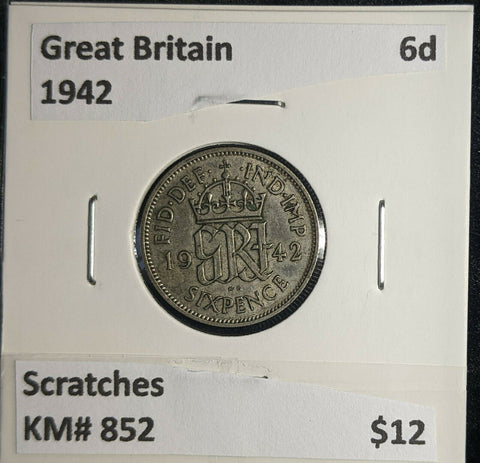 Great Britain 6d
1942
FID·DEF· ·IND·IMP
19 GRI 42
SIXPENCE
Scratches
KM# 852 $12